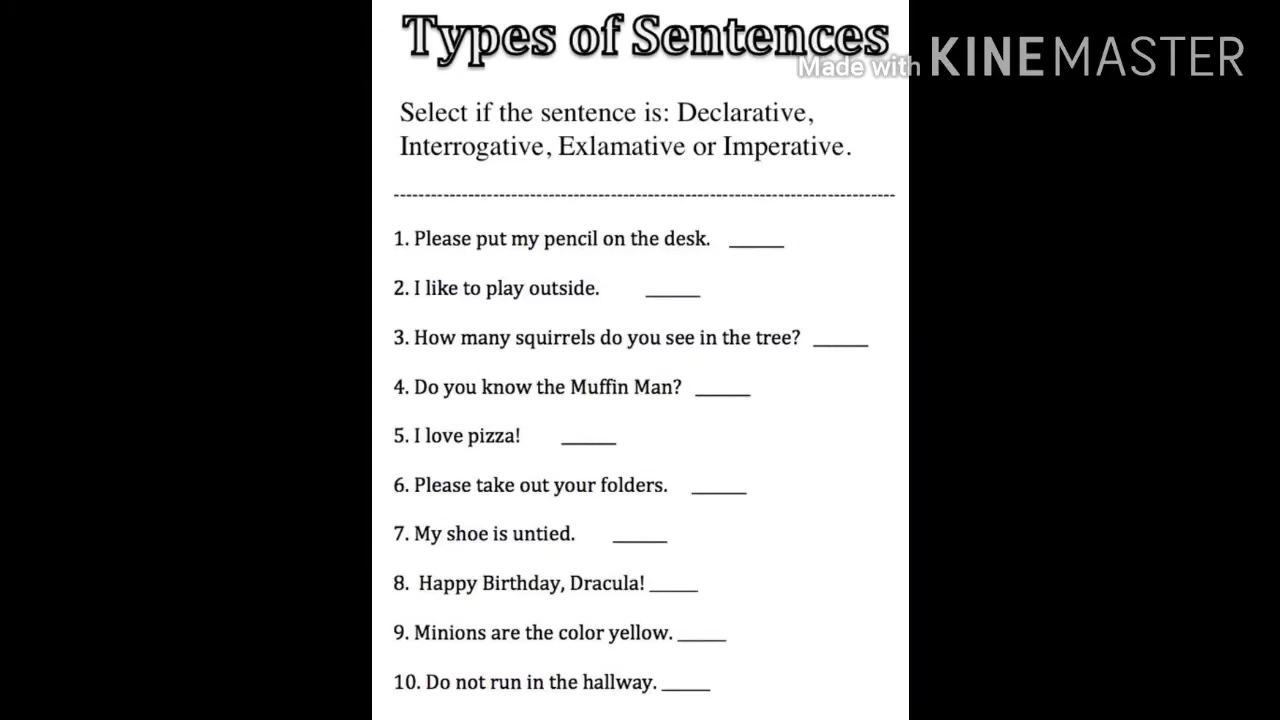 Types of Sentences
Made with KINEMASTER
Select if the sentence is: Declarative,
Interrogative, Exlamative or Imperative.
--------------------------------------------------------------------------------
1. Please put my pencil on the desk. ______
2. I like to play outside. ______
3. How many squirrels do you see in the tree? ______
4. Do you know the Muffin Man? ______
5. I love pizza! ______
6. Please take out your folders. ______
7. My shoe is untied. ______
8. Happy Birthday, Dracula! _____
9. Minions are the color yellow. _____
10. Do not run in the hallway. _____